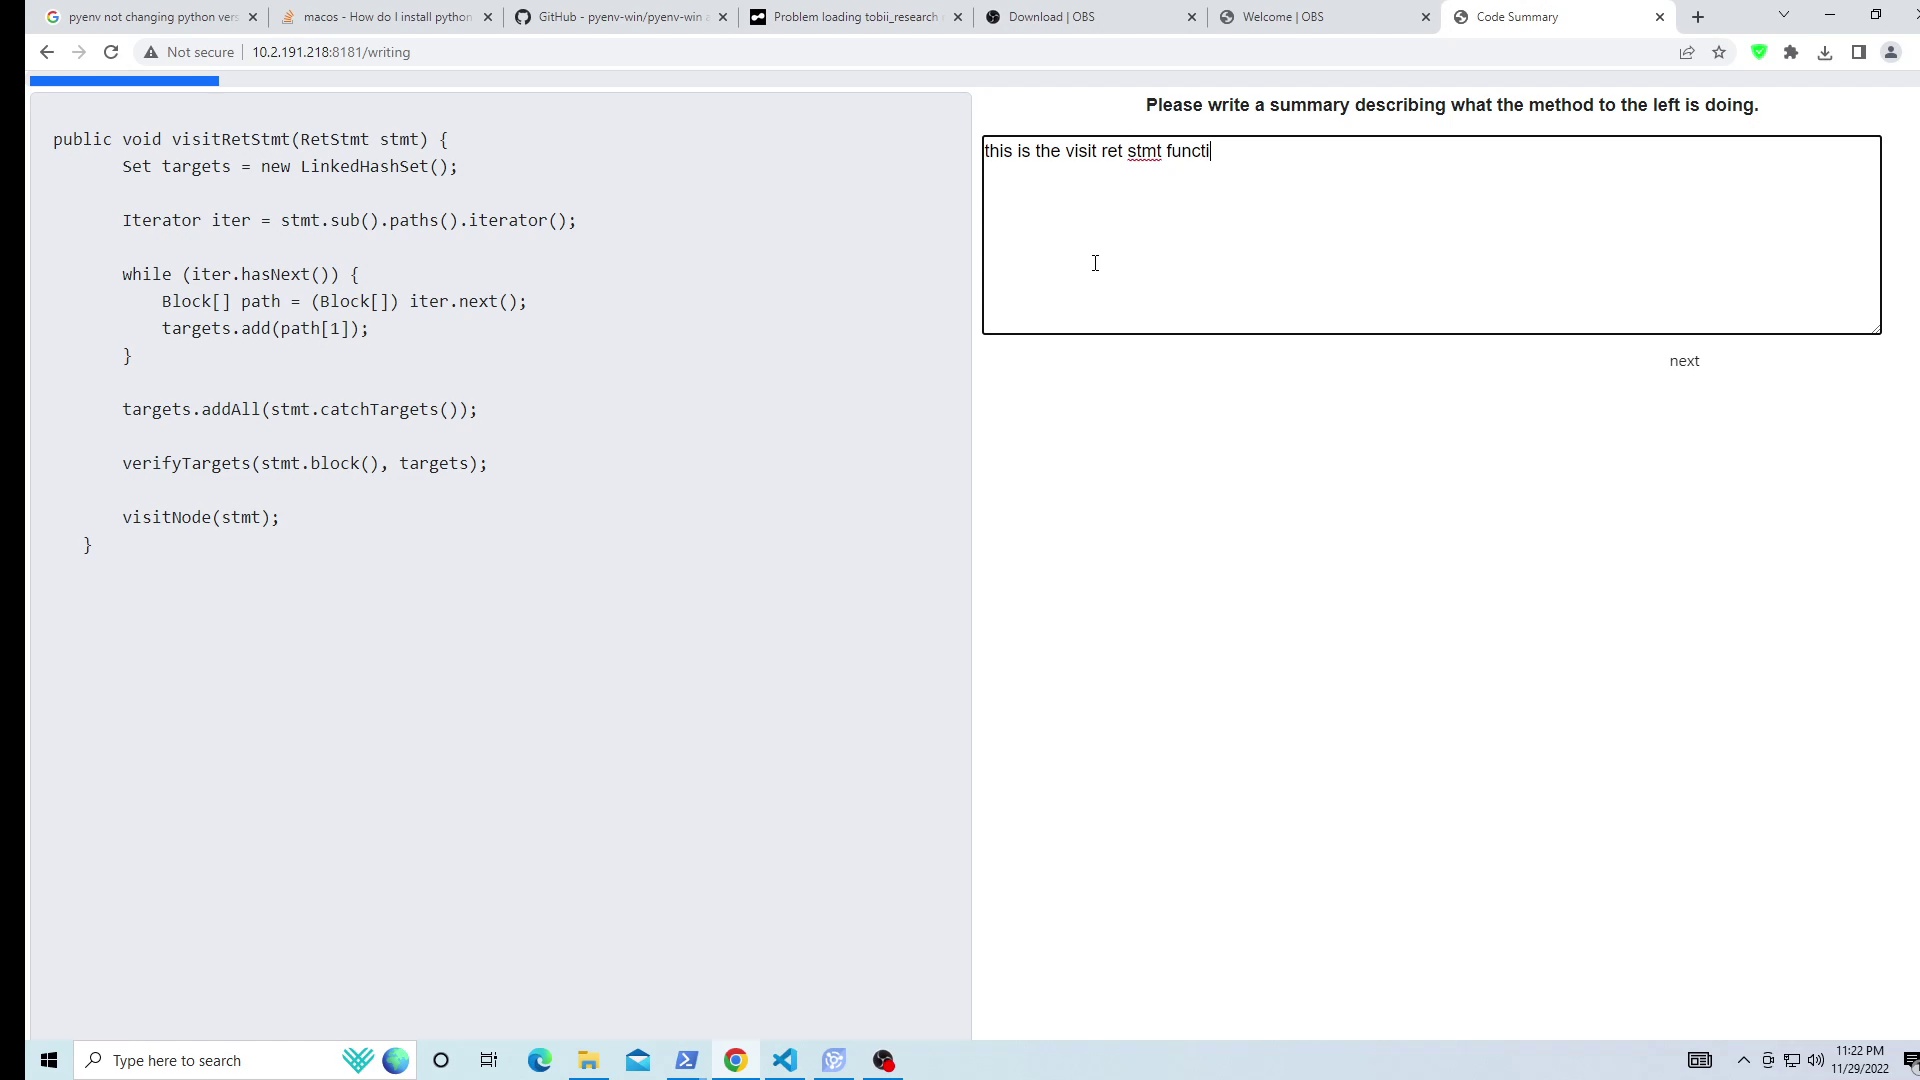 pyenv not changing python vers
macos - How do I install python
GitHub - pyenv-win/pyenv-win a
Problem loading tobii_research
Download | OBS
Welcome | OBS
Code Summary
Not secure
10.2.191.218:8181/writing
public void visitRetStmt(RetStmt stmt) {
Set targets = new LinkedHashSet();
Iterator iter = stmt.sub().paths().iterator();
while (iter.hasNext()) {
Block[] path = (Block[]) iter.next();
targets.add(path[1]);
}
targets.addAll(stmt.catchTargets());
verifyTargets(stmt.block(), targets);
visitNode(stmt);
}
Please write a summary describing what the method to the left is doing.
this is the visit ret stmt functi
next
Type here to search
11:22 PM
11/29/2022